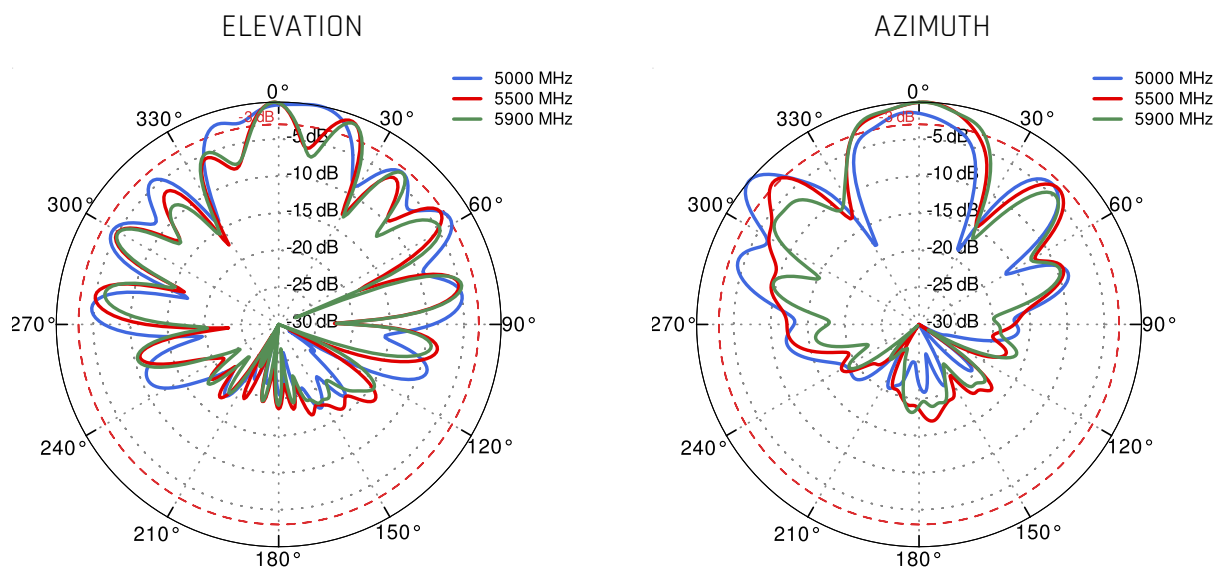 ELEVATION
5000 MHz
5500 MHz
5900 MHz
0°
330°
30°
-3 dB
-5 dB
-10 dB
300°
60°
-15 dB
-20 dB
-25 dB
270°
-30 dB
90°
240°
120°
210°
150°
180°
AZIMUTH
5000 MHz
5500 MHz
5900 MHz
0°
330°
30°
-3 dB
-5 dB
-10 dB
300°
60°
-15 dB
-20 dB
-25 dB
270°
-30 dB
90°
240°
120°
210°
150°
180°